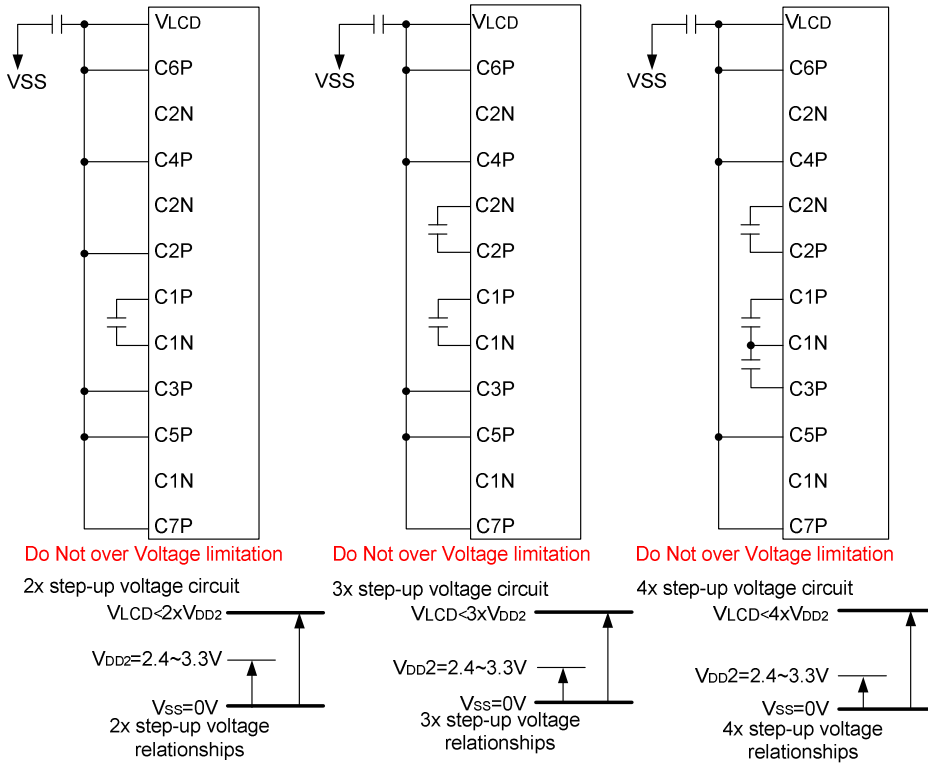 VLCD
C6P
VSS
C2N
C4P
C2N
C2P
C1P
C1N
C3P
C5P
C1N
C7P
Do Not over Voltage limitation
2x step-up voltage circuit
VLCD<2xVDD2
VDD2=2.4~3.3V
VSS=0V
2x step-up voltage
relationships
VLCD
C6P
VSS
C2N
C4P
C2N
C2P
C1P
C1N
C3P
C5P
C1N
C7P
Do Not over Voltage limitation
3x step-up voltage circuit
VLCD<3xVDD2
VDD2=2.4~3.3V
VSS=0V
3x step-up voltage
relationships
VLCD
C6P
VSS
C2N
C4P
C2N
C2P
C1P
C1N
C3P
C5P
C1N
C7P
Do Not over Voltage limitation
4x step-up voltage circuit
VLCD<4xVDD2
VDD2=2.4~3.3V
VSS=0V
4x step-up voltage
relationships